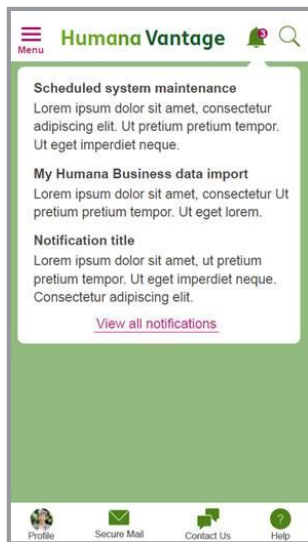 Menu
Humana Vantage
3
Scheduled system maintenance
Lorem ipsum dolor sit amet, consectetur
adipiscing elit. Ut pretium pretium tempor.
Ut eget imperdiet neque.
My Humana Business data import
Lorem ipsum dolor sit amet, consectetur Ut
pretium pretium tempor. Ut eget lorem.
Notification title
Lorem ipsum dolor sit amet, ut pretium
pretium tempor. Ut eget imperdiet neque.
Consectetur adipiscing elit.
View all notifications
Profile
Secure Mail
Contact Us
?
Help